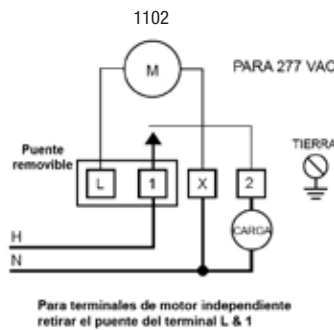 1102
M
PARA 277 VAC
TIERRA
Puente
removible
L
1
X
2
CARGA
H
N
Para terminales de motor independiente
retirar el puente del terminal L & 1